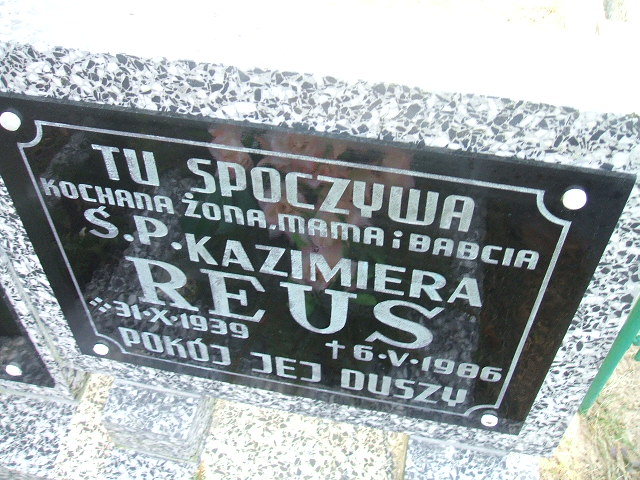 TU SPOCZYWA
KOCHANA ŻONA, MAMA i BABCIA
Ś.P. KAZIMIERA
REUS
*31.X.1939 †6.V.1986
POKÓJ JEJ DUSZY